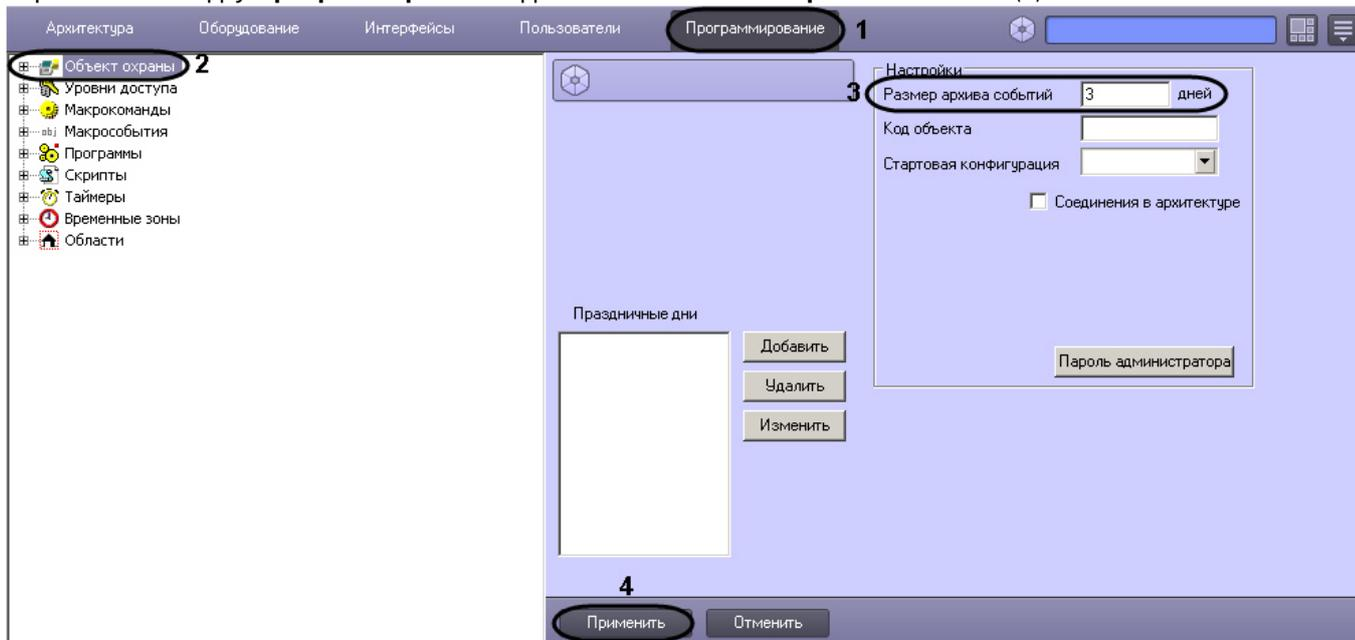 Архитектура Оборудование Интерфейсы Пользователи Программирование 1
Объект охраны 2
Уровни доступа
Макрокоманды
obj Макрособытия
Программы
Скрипты
Таймеры
Временные зоны
Области
Настройки
3 Размер архива событий 3 дней
Код объекта
Стартовая конфигурация
Соединения в архитектуре
Пароль администратора
Праздничные дни
Добавить
Удалить
Изменить
4
Применить Отменить